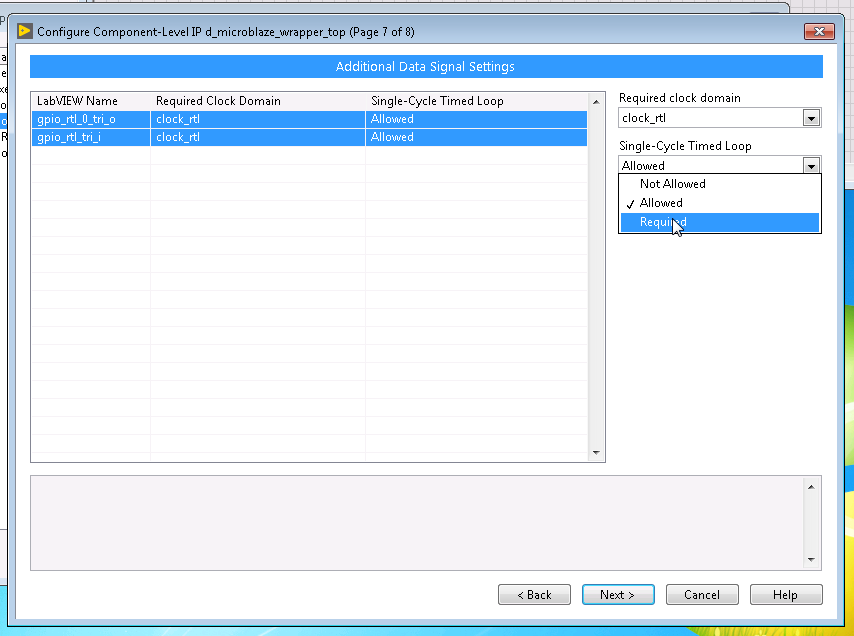 Configure Component-Level IP d_microblaze_wrapper_top (Page 7 of 8)
Additional Data Signal Settings
LabVIEW Name Required Clock Domain Single-Cycle Timed Loop
gpio_rtl_0_tri_o clock_rtl Allowed
gpio_rtl_tri_i clock_rtl Allowed
Required clock domain
clock_rtl
Single-Cycle Timed Loop
Allowed
Not Allowed
✓ Allowed
Required
< Back Next > Cancel Help